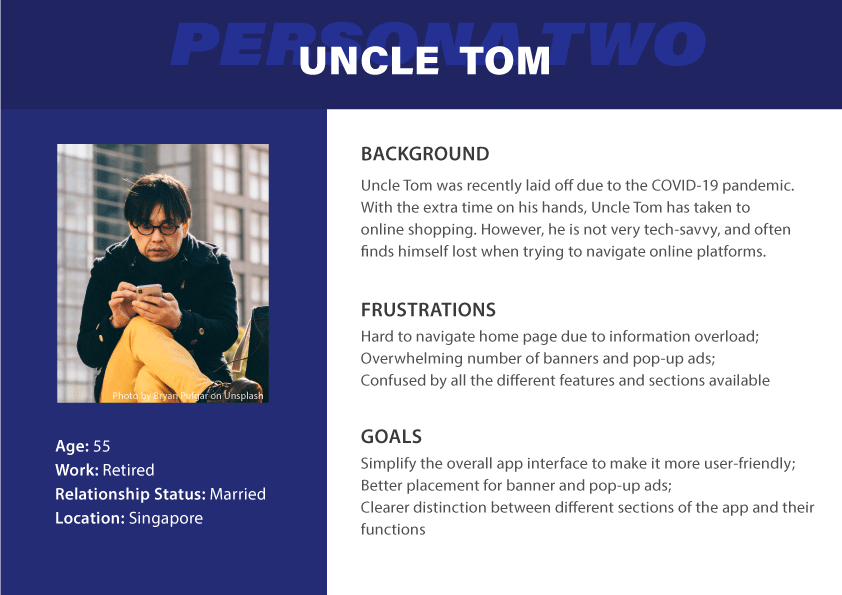 PERSONA TWO
UNCLE TOM
Photo by Bryan Pulgar on Unsplash
Age: 55
Work: Retired
Relationship Status: Married
Location: Singapore
BACKGROUND
Uncle Tom was recently laid off due to the COVID-19 pandemic.
With the extra time on his hands, Uncle Tom has taken to
online shopping. However, he is not very tech-savvy, and often
finds himself lost when trying to navigate online platforms.
FRUSTRATIONS
Hard to navigate home page due to information overload;
Overwhelming number of banners and pop-up ads;
Confused by all the different features and sections available
GOALS
Simplify the overall app interface to make it more user-friendly;
Better placement for banner and pop-up ads;
Clearer distinction between different sections of the app and their
functions